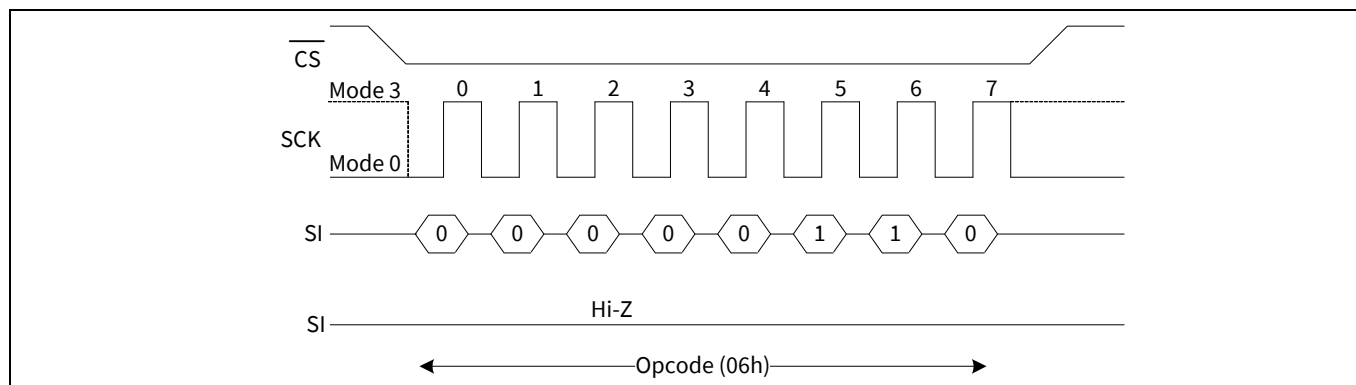 CS
Mode 3 0 1 2 3 4 5 6 7
SCK
Mode 0
SI 0 0 0 0 0 1 1 0
Hi-Z
SI
Opcode (06h)